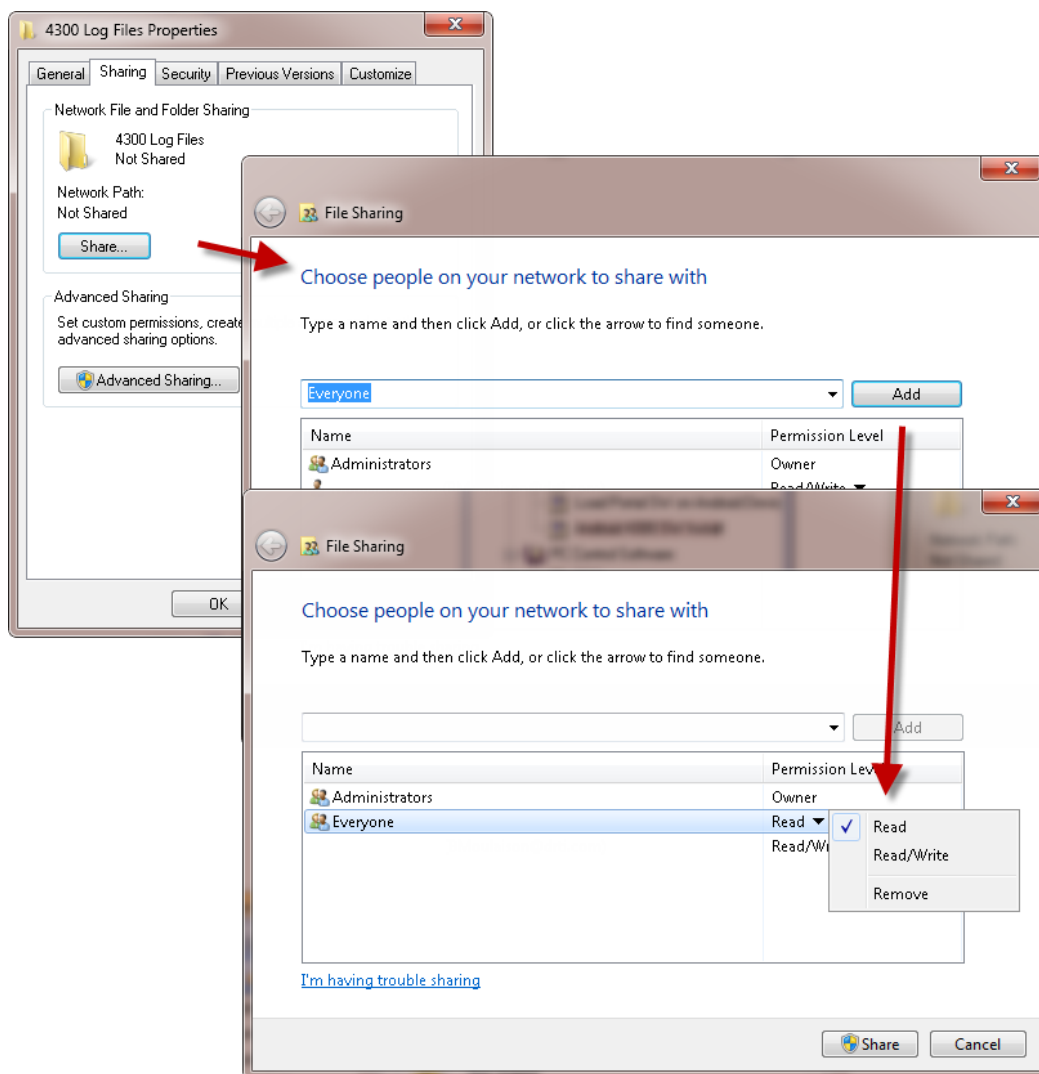 4300 Log Files Properties
General Sharing Security Previous Versions Customize
Network File and Folder Sharing
4300 Log Files
Not Shared
Network Path:
Not Shared
Share...
Advanced Sharing
Set custom permissions, create
advanced sharing options.
Advanced Sharing...
OK
File Sharing
Choose people on your network to share with
Type a name and then click Add, or click the arrow to find someone.
Everyone Add
Name Permission Level
Administrators Owner
Read/Write
File Sharing
Choose people on your network to share with
Type a name and then click Add, or click the arrow to find someone.
Add
Name Permission Lev
Administrators Owner
Everyone Read
Read/W
Read
Read/Write
Remove
I'm having trouble sharing
Share Cancel